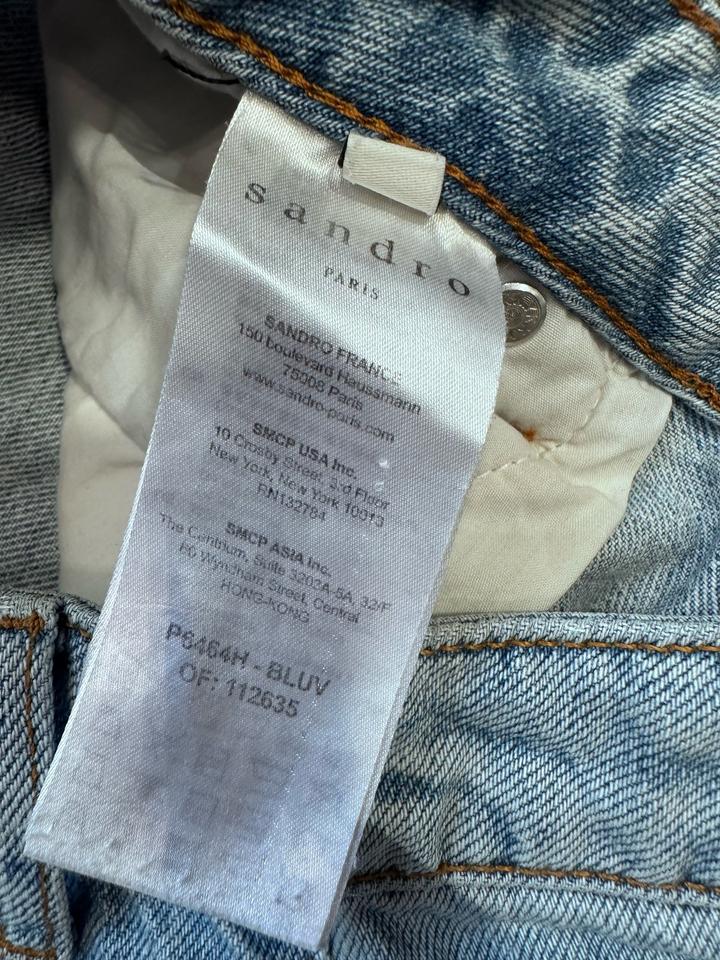 sandro
PARIS
SANDRO FRANCE
150 boulevard Haussmann
75008 Paris
www.sandro-paris.com
SMCP USA Inc.
10 Crosby Street, 3rd Floor
New York, New York 10013
RN132784
SMCP ASIA Inc.
The Centrium, Suite 3202A-5A, 32/F
60 Wyndham Street, Central
HONG-KONG
P6464H - BLUV
OF: 112635